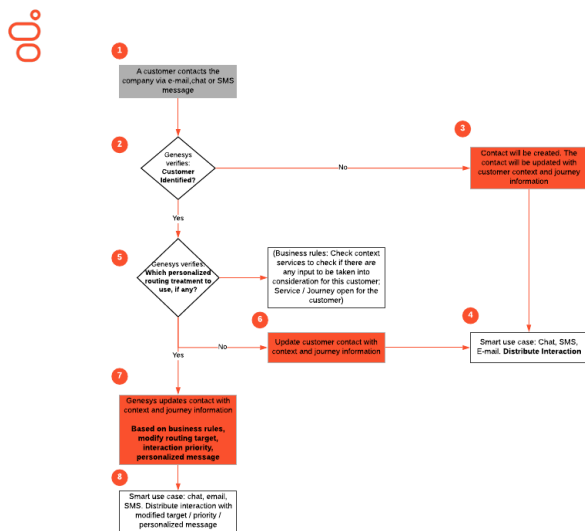 1
A customer contacts the
company via e-mail,chat or SMS
message
2
Genesys
verifies:
Customer
Identified?
No
3
Contact will be created. The
contact will be updated with
customer context and journey
information
Yes
5
Genesys verifies:
Which personalized
routing treatment to
use, if any?
(Business rules: Check context
services to check if there are
any input to be taken into
consideration for this customer;
Service / Journey open for the
customer)
4
Smart use case: Chat, SMS,
E-mail. Distribute Interaction
6
Update customer contact with
context and journey information
No
Yes
7
Genesys updates contact with
context and journey information
Based on business rules,
modify routing target,
interaction priority,
personalized message
8
Smart use case: chat, email,
SMS. Distribute interaction with
modified target / priority /
personalized message